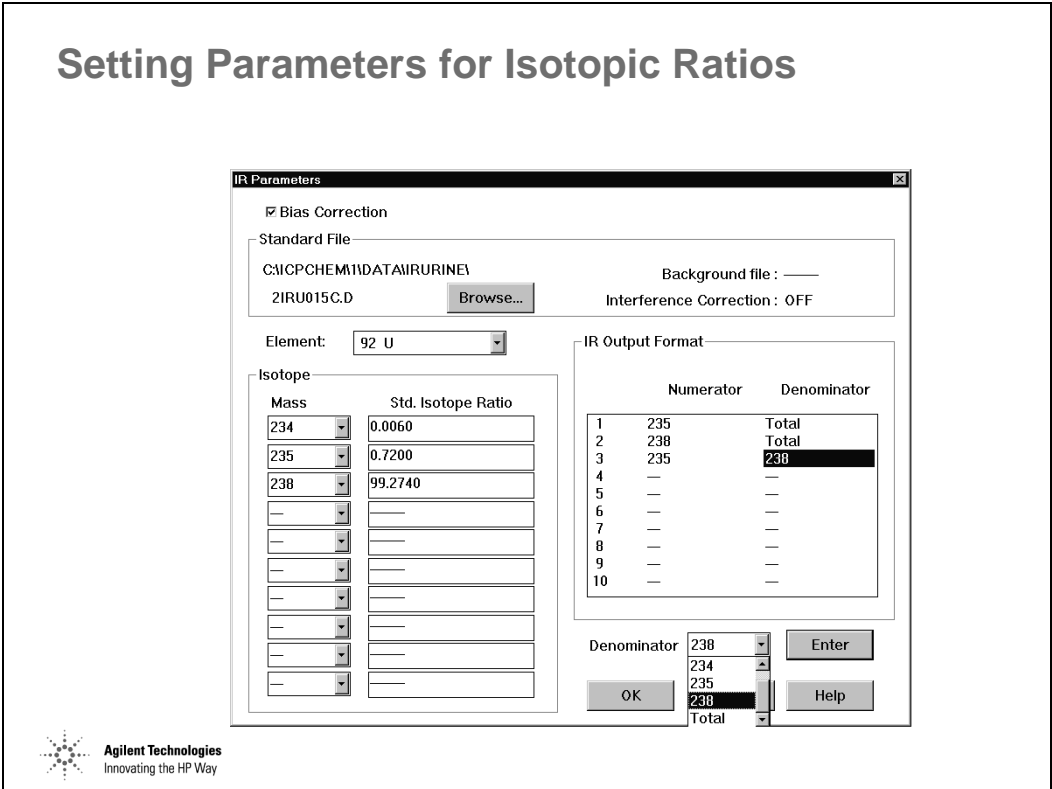 Setting Parameters for Isotopic Ratios
IR Parameters
Bias Correction
Standard File
C:\ICPCHEM\1\DATA\IRURINE\
2IRU015C.D
Browse...
Background file : ——
Interference Correction : OFF
Element: 92 U
Isotope
Mass Std. Isotope Ratio
234 0.0060
235 0.7200
238 99.2740
— ——
— ——
— ——
— ——
— ——
— ——
— ——
IR Output Format
Numerator Denominator
1 235 Total
2 238 Total
3 235 238
4 — —
5 — —
6 — —
7 — —
8 — —
9 — —
10 — —
Denominator 238 Enter
234
235
238
Total
OK Help
Agilent Technologies
Innovating the HP Way